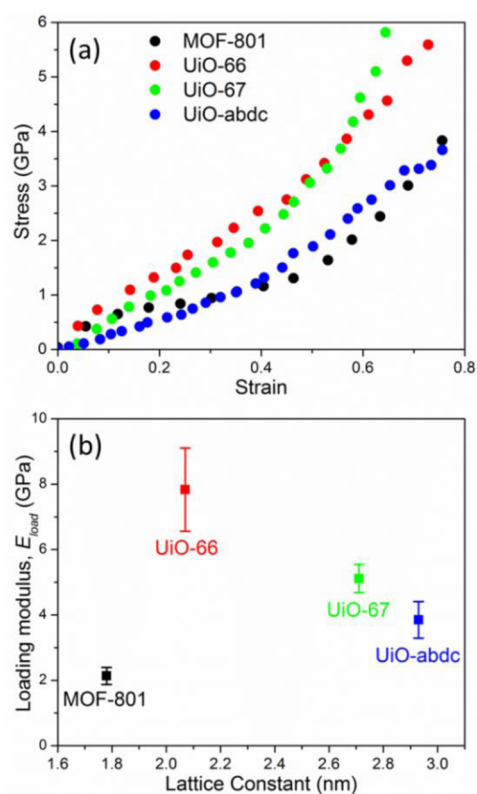 (a)
MOF-801
UiO-66
UiO-67
UiO-abdc
6
5
4
3
2
1
0
Stress (GPa)
0.0 0.2 0.4 0.6 0.8
Strain
(b)
10
8
6
4
2
0
Loading modulus, E_load (GPa)
UiO-66
UiO-67
UiO-abdc
MOF-801
1.6 1.8 2.0 2.2 2.4 2.6 2.8 3.0
Lattice Constant (nm)